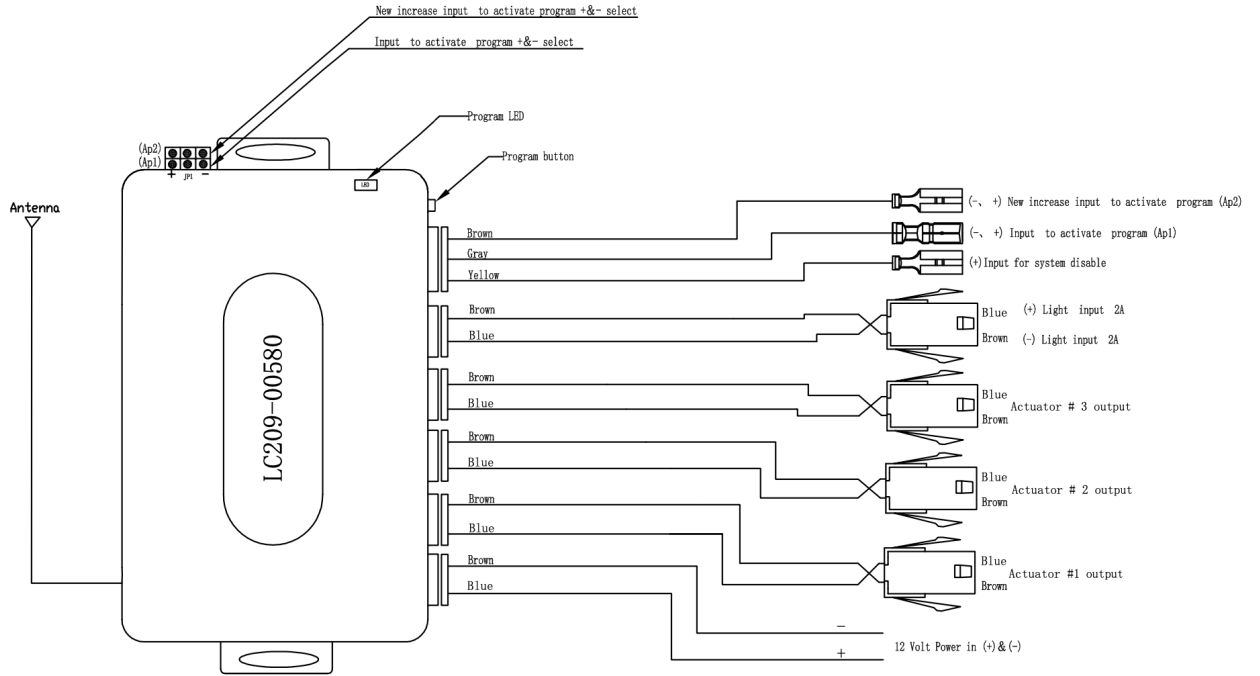 New increase input to activate program +&- select
Input to activate program +&- select
Program LED
(Ap2)
(Ap1)
+ JP1 -
LED
Program button
Antenna
Brown
(-、 +) New increase input to activate program (Ap2)
Gray
(-、 +) Input to activate program (Ap1)
Yellow
(+)Input for system disable
Brown
Blue (+) Light input 2A
Blue
Brown (-) Light input 2A
LC209-00580
Brown
Blue
Blue
Actuator # 3 output
Brown
Brown
Blue
Blue
Actuator # 2 output
Brown
Brown
Blue
Blue
Actuator #1 output
Brown
Brown
Blue
-
+
12 Volt Power in (+)&(-)